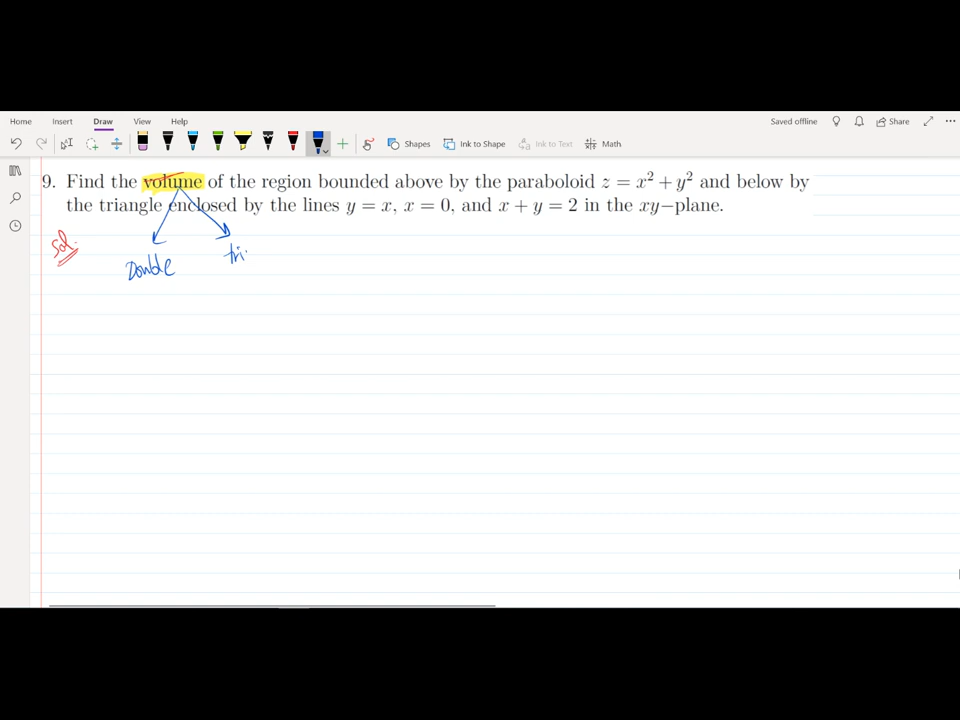 Home Insert Draw View Help Saved offline Share
Shapes Ink to Shape Ink to Text Math
9. Find the volume of the region bounded above by the paraboloid z = x² + y² and below by
the triangle enclosed by the lines y = x, x = 0, and x + y = 2 in the xy−plane.
Sol.
Double tri.